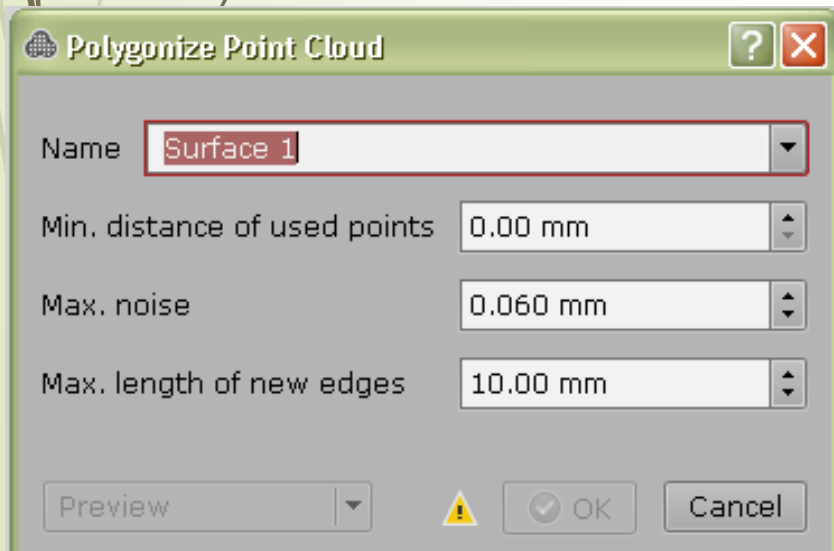 Polygonize Point Cloud
Name Surface 1
Min. distance of used points 0.00 mm
Max. noise 0.060 mm
Max. length of new edges 10.00 mm
Preview OK Cancel